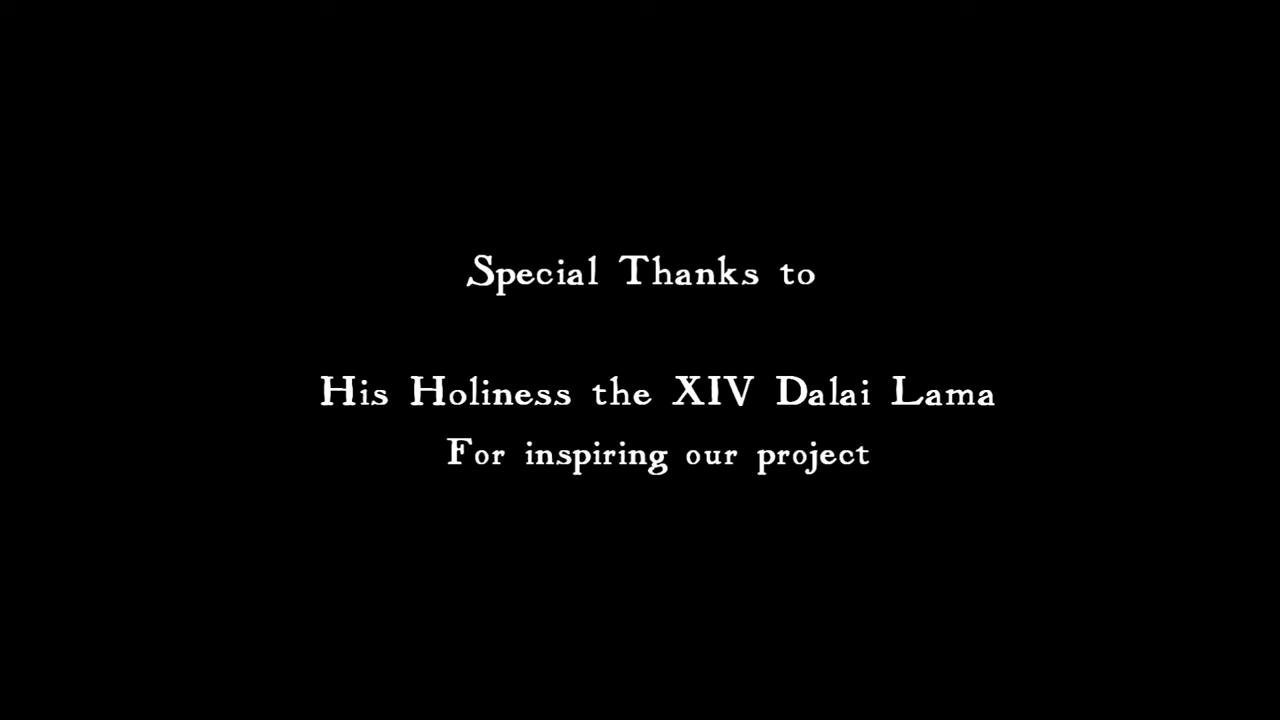 Special Thanks to
His Holiness the XIV Dalai Lama
For inspiring our project